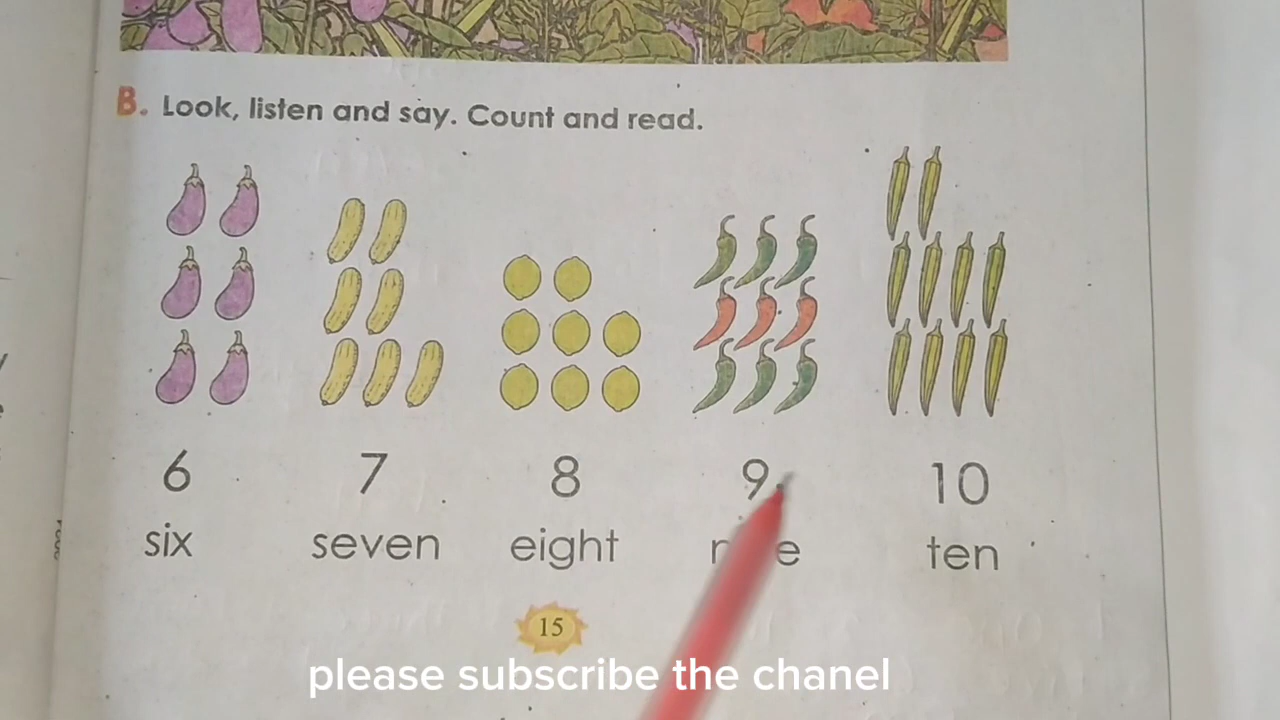 B. Look, listen and say. Count and read.
6 7 8 9 10
six seven eight ten
15
please subscribe the chanel